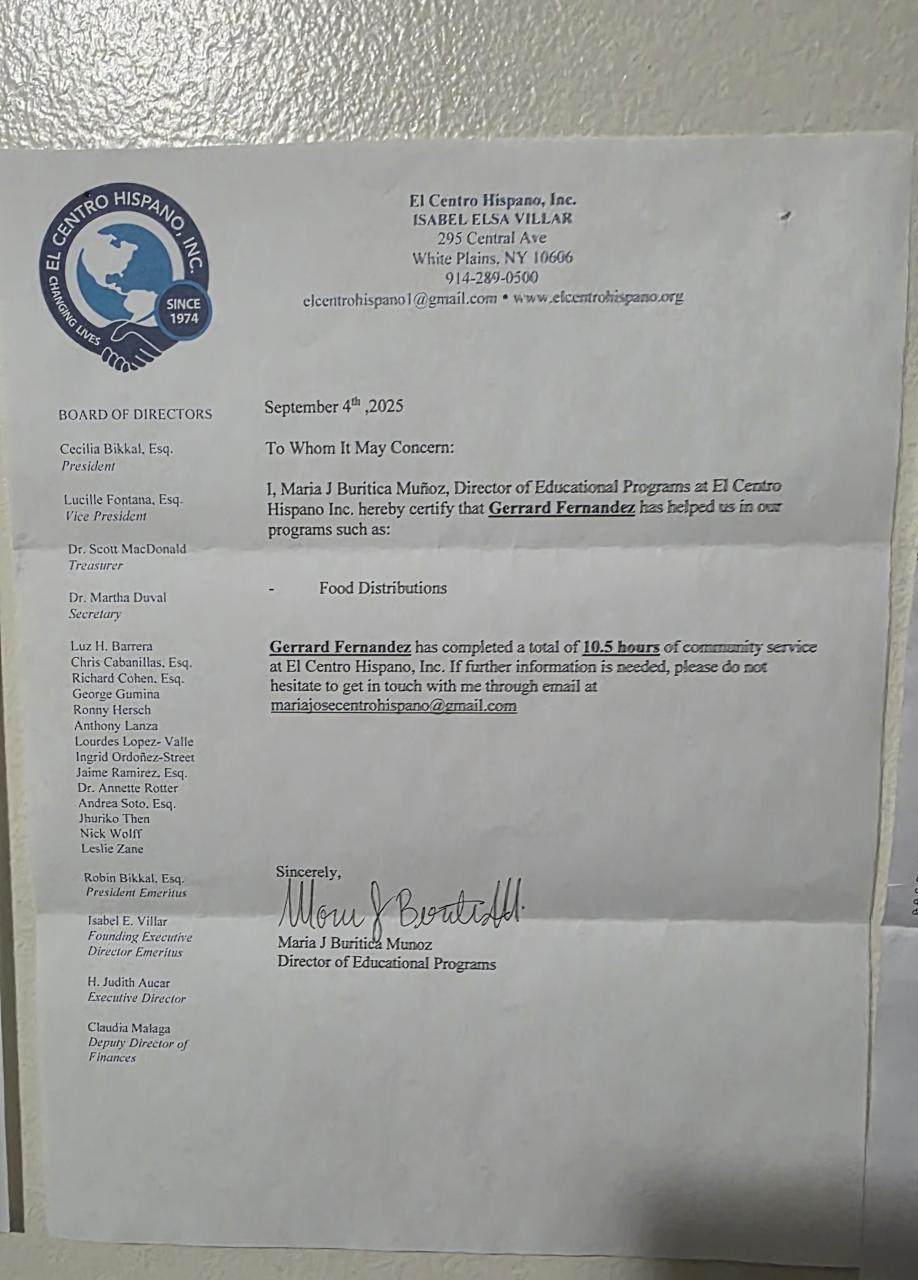 EL CENTRO HISPANO, INC.
CHANGING LIVES
SINCE
1974
El Centro Hispano, Inc.
ISABEL ELSA VILLAR
295 Central Ave
White Plains, NY 10606
914-289-0500
elcentrohispano1@gmail.com • www.elcentrohispano.org
BOARD OF DIRECTORS
Cecilia Bikkal, Esq.
President
Lucille Fontana, Esq.
Vice President
Dr. Scott MacDonald
Treasurer
Dr. Martha Duval
Secretary
Luz H. Barrera
Chris Cabanillas, Esq.
Richard Cohen, Esq.
George Gumina
Ronny Hersch
Anthony Lanza
Lourdes Lopez- Valle
Ingrid Ordoñez-Street
Jaime Ramirez, Esq.
Dr. Annette Rotter
Andrea Soto, Esq.
Jhuriko Then
Nick Wolff
Leslie Zane
Robin Bikkal, Esq.
President Emeritus
Isabel E. Villar
Founding Executive
Director Emeritus
H. Judith Aucar
Executive Director
Claudia Malaga
Deputy Director of
Finances
September 4th ,2025
To Whom It May Concern:
I, Maria J Buritica Muñoz, Director of Educational Programs at El Centro
Hispano Inc. hereby certify that Gerrard Fernandez has helped us in our
programs such as:
- Food Distributions
Gerrard Fernandez has completed a total of 10.5 hours of community service
at El Centro Hispano, Inc. If further information is needed, please do not
hesitate to get in touch with me through email at
mariajosecentrohispano@gmail.com
Sincerely,
Maria J Buritica Munoz
Director of Educational Programs